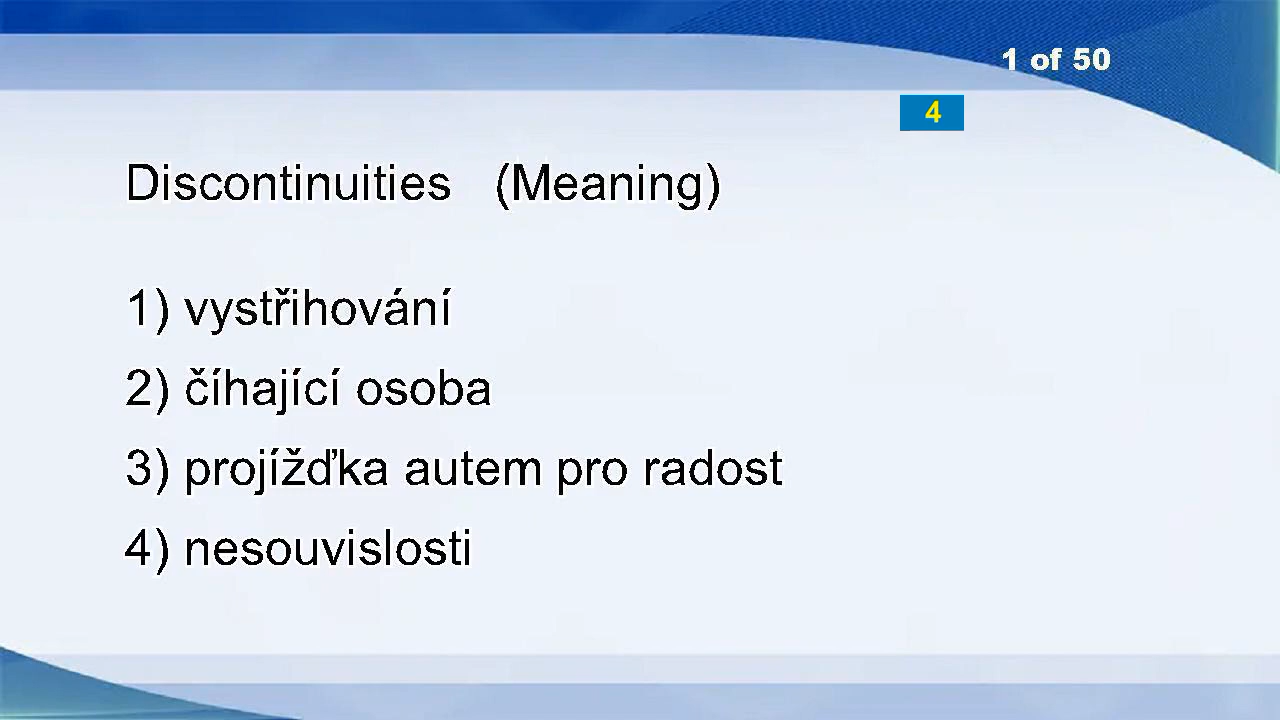 1 of 50
4
Discontinuities (Meaning)
1) vystřihování
2) číhající osoba
3) projížďka autem pro radost
4) nesouvislosti